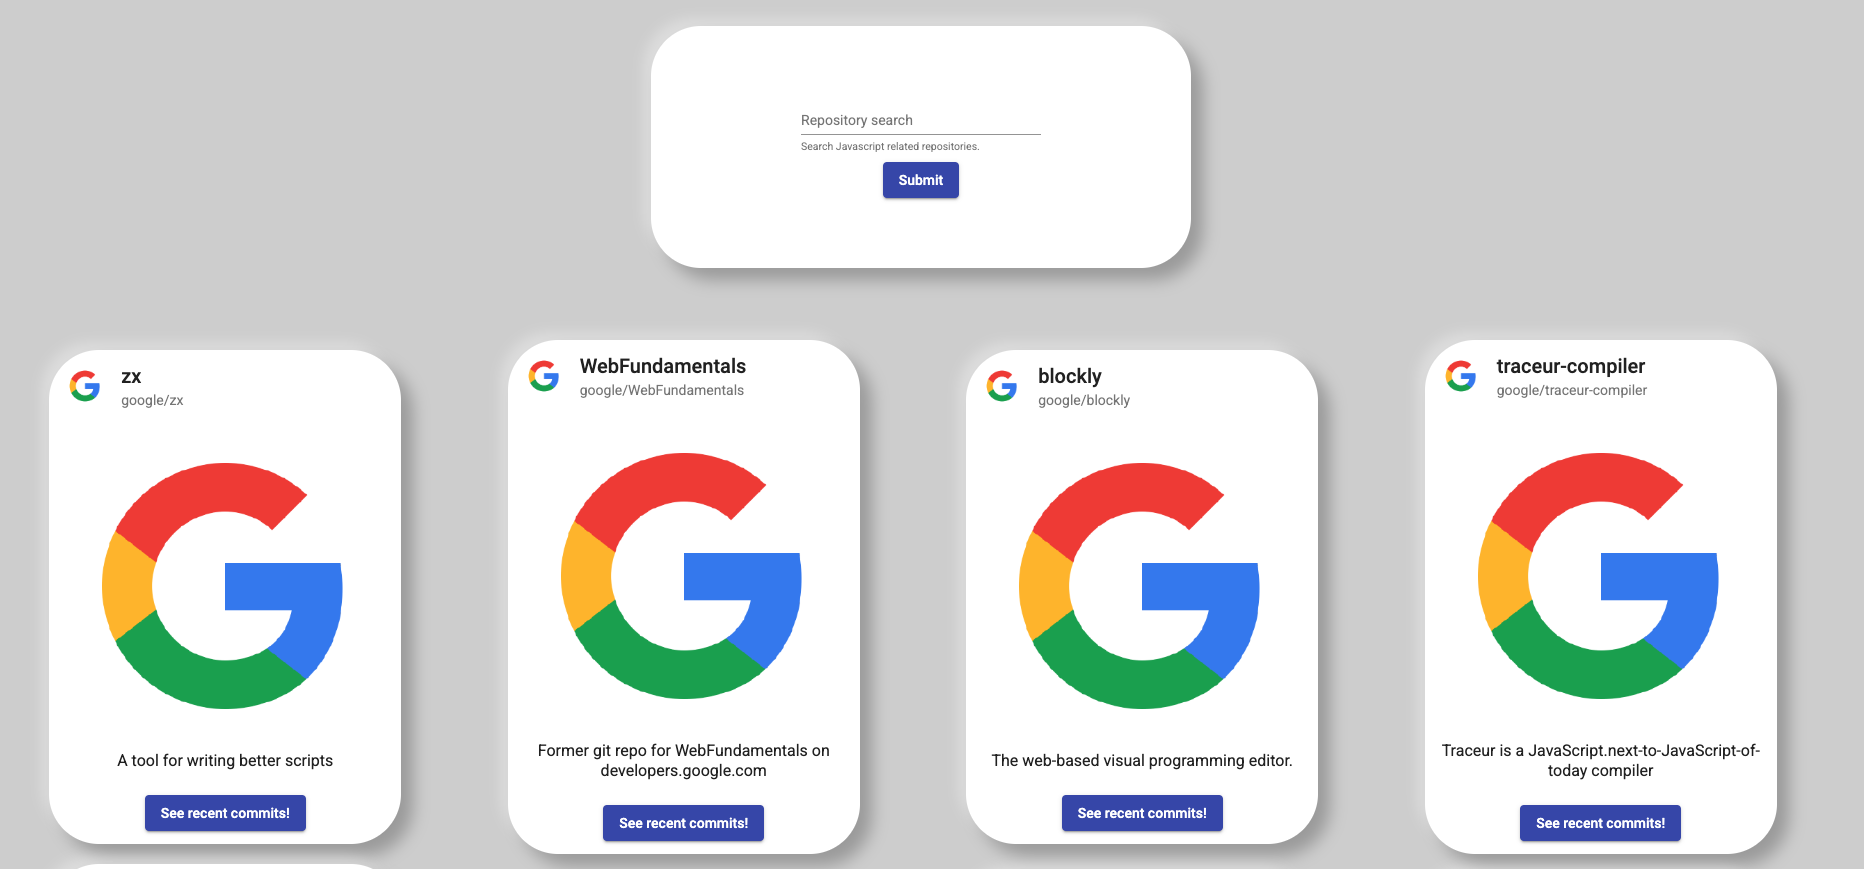 Repository search
Search Javascript related repositories.
Submit
zx
google/zx
A tool for writing better scripts
See recent commits!
WebFundamentals
google/WebFundamentals
Former git repo for WebFundamentals on
developers.google.com
See recent commits!
blockly
google/blockly
The web-based visual programming editor.
See recent commits!
traceur-compiler
google/traceur-compiler
Traceur is a JavaScript.next-to-JavaScript-of-
today compiler
See recent commits!